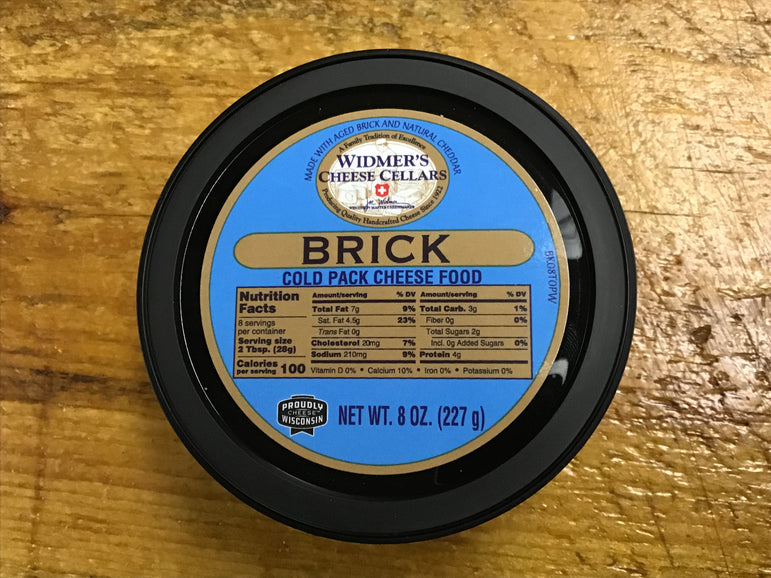 MADE WITH AGED BRICK AND NATURAL CHEDDAR
A Family Tradition of Excellence
WIDMER'S
CHEESE CELLARS
Joe Widmer
WISCONSIN MASTER CHEESEMAKER
Producing Quality Handcrafted Cheese Since 1922
BRICK
COLD PACK CHEESE FOOD
Nutrition
Facts
8 servings
per container
Serving size
2 Tbsp. (28g)
Calories
per serving 100
Amount/serving % DV
Total Fat 7g 9%
Sat. Fat 4.5g 23%
Trans Fat 0g
Cholesterol 20mg 7%
Sodium 210mg 9%
Amount/serving % DV
Total Carb. 3g 1%
Fiber 0g 0%
Total Sugars 2g
Incl. 0g Added Sugars 0%
Protein 4g
Vitamin D 0% • Calcium 10% • Iron 0% • Potassium 0%
PROUDLY
CHEESE
WISCONSIN
NET WT. 8 OZ. (227 g)